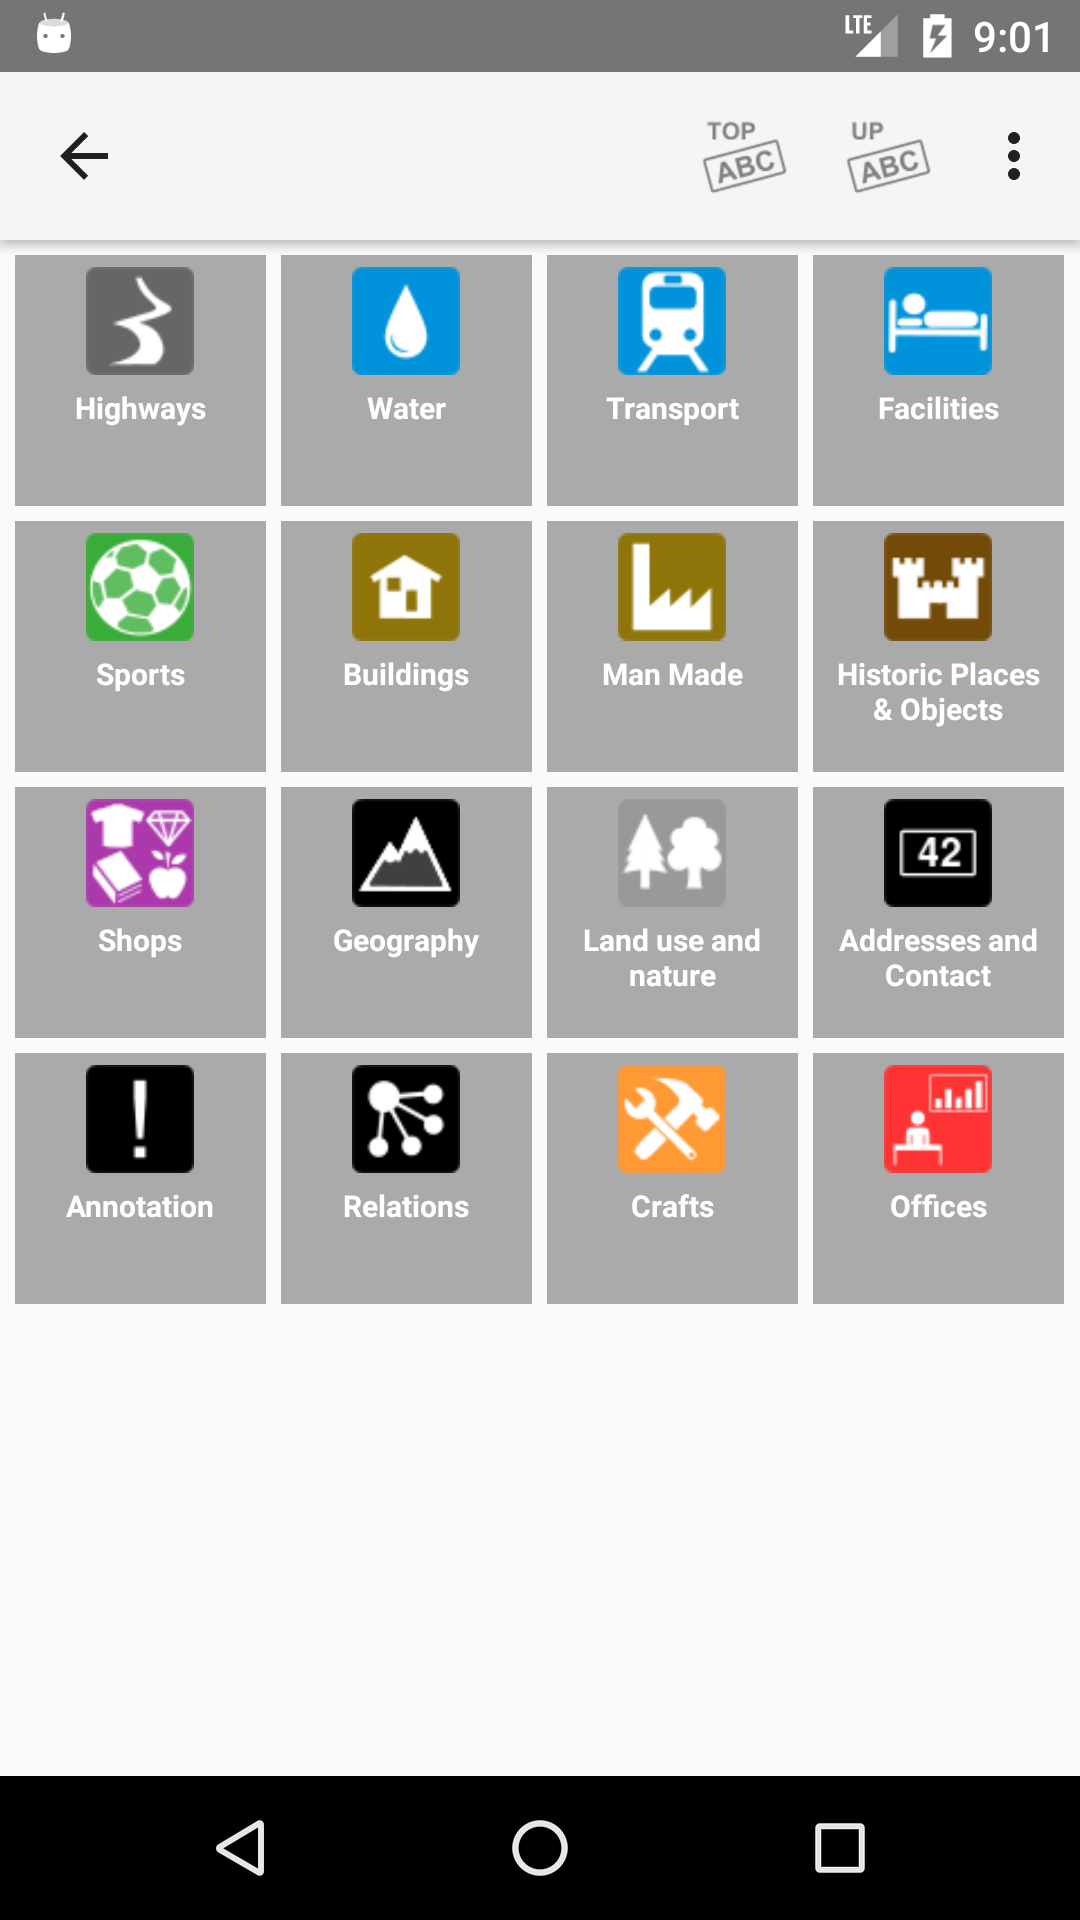 LTE 9:01
TOP ABC UP ABC
Highways Water Transport Facilities
Sports Buildings Man Made Historic Places
& Objects
42
Shops Geography Land use and Addresses and
nature Contact
Annotation Relations Crafts Offices